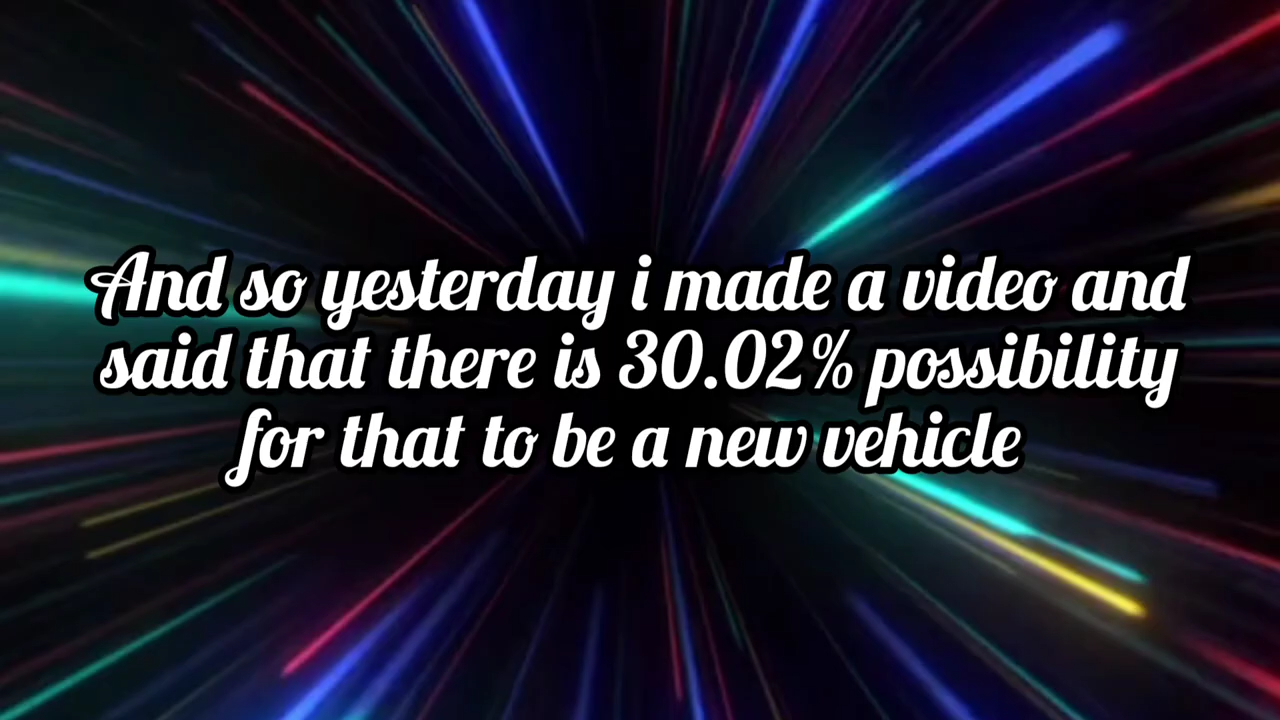 And so yesterday i made a video and
said that there is 30.02% possibility
for that to be a new vehicle